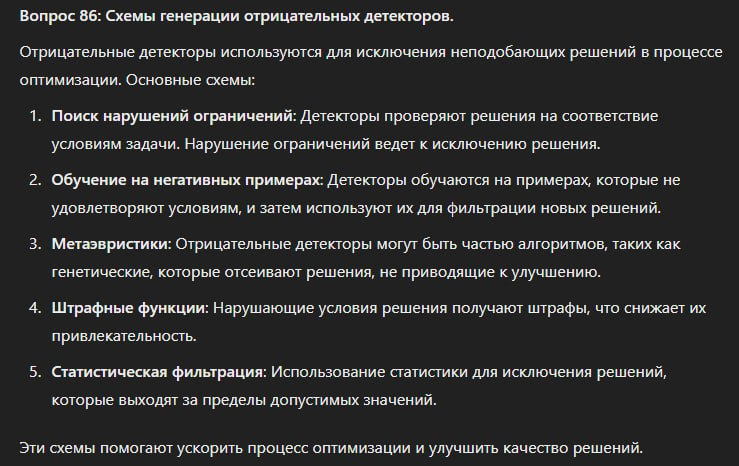 Вопрос 86: Схемы генерации отрицательных детекторов.
Отрицательные детекторы используются для исключения неподобающих решений в процессе
оптимизации. Основные схемы:
1. Поиск нарушений ограничений: Детекторы проверяют решения на соответствие
условиям задачи. Нарушение ограничений ведет к исключению решения.
2. Обучение на негативных примерах: Детекторы обучаются на примерах, которые не
удовлетворяют условиям, и затем используют их для фильтрации новых решений.
3. Метаэвристики: Отрицательные детекторы могут быть частью алгоритмов, таких как
генетические, которые отсеивают решения, не приводящие к улучшению.
4. Штрафные функции: Нарушающие условия решения получают штрафы, что снижает их
привлекательность.
5. Статистическая фильтрация: Использование статистики для исключения решений,
которые выходят за пределы допустимых значений.
Эти схемы помогают ускорить процесс оптимизации и улучшить качество решений.